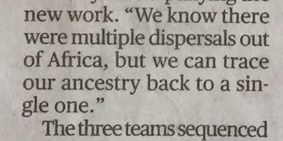 new work. “We know there
were multiple dispersals out
of Africa, but we can trace
our ancestry back to a sin-
gle one.”
The three teams sequenced